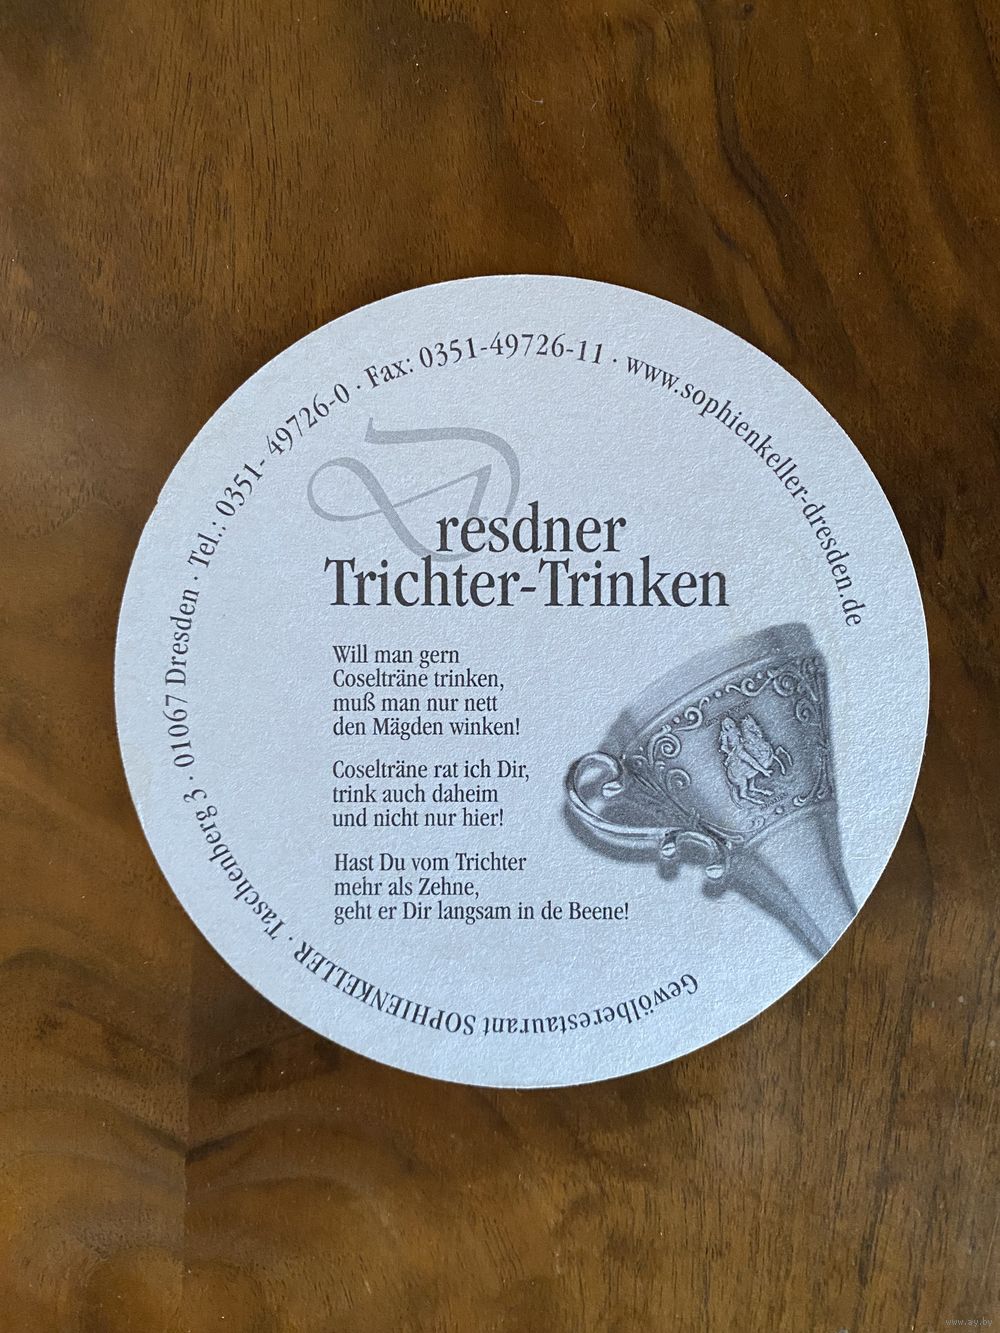 Gewölberestaurant SOPHIENKELLER · Taschenberg 3 · 01067 Dresden · Tel.: 0351- 49726-0 · Fax: 0351-49726-11 · www.sophienkeller-dresden.de
Dresdner
Trichter-Trinken
Will man gern
Coselträne trinken,
muß man nur nett
den Mägden winken!
Coselträne rat ich Dir,
trink auch daheim
und nicht nur hier!
Hast Du vom Trichter
mehr als Zehne,
geht er Dir langsam in de Beene!
www.ay.by